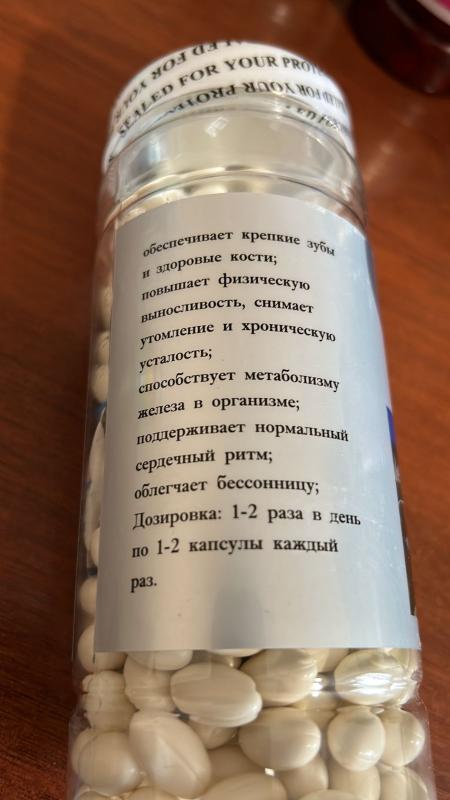 SEALED FOR YOUR PROT
обеспечивает крепкие зубы
и здоровые кости;
повышает физическую
выносливость, снимает
утомление и хроническую
усталость;
способствует метаболизму
железа в организме;
поддерживает нормальный
сердечный ритм;
облегчает бессонницу;
Дозировка: 1-2 раза в день
по 1-2 капсулы каждый
раз.